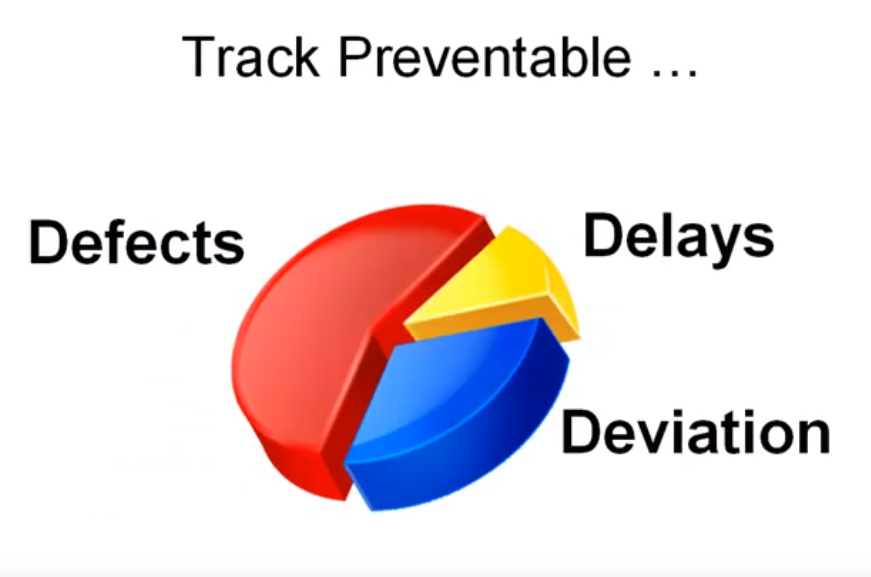 Track Preventable …
Defects
Delays
Deviation